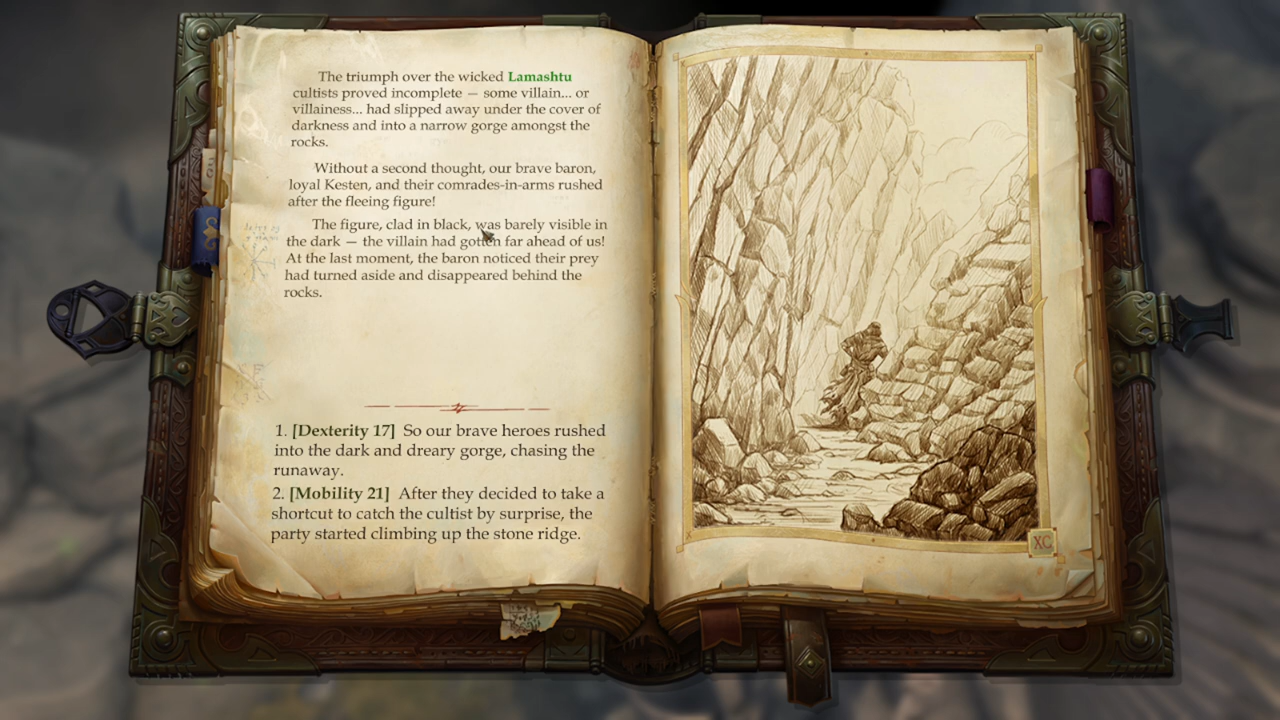 The triumph over the wicked Lamashtu
cultists proved incomplete — some villain... or
villainess... had slipped away under the cover of
darkness and into a narrow gorge amongst the
rocks.
Without a second thought, our brave baron,
loyal Kesten, and their comrades-in-arms rushed
after the fleeing figure!
The figure, clad in black, was barely visible in
the dark — the villain had gotten far ahead of us!
At the last moment, the baron noticed their prey
had turned aside and disappeared behind the
rocks.
1. [Dexterity 17] So our brave heroes rushed
into the dark and dreary gorge, chasing the
runaway.
2. [Mobility 21] After they decided to take a
shortcut to catch the cultist by surprise, the
party started climbing up the stone ridge.
XC